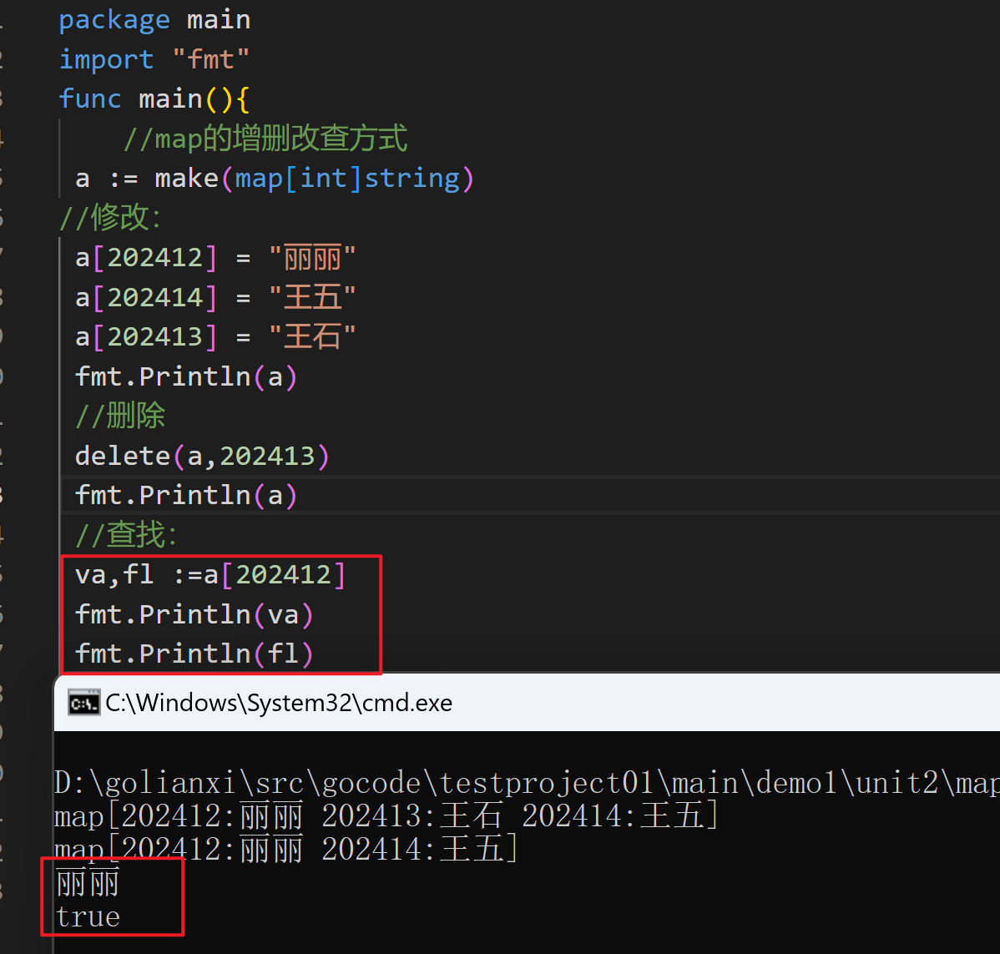 package main
import "fmt"
func main(){
//map的增删改查方式
a := make(map[int]string)
//修改:
a[202412] = "丽丽"
a[202414] = "王五"
a[202413] = "王石"
fmt.Println(a)
//删除
delete(a,202413)
fmt.Println(a)
//查找:
va,fl :=a[202412]
fmt.Println(va)
fmt.Println(fl)
C:\Windows\System32\cmd.exe
D:\golianxi\src\gocode\testproject01\main\demo1\unit2\map
map[202412:丽丽 202413:王石 202414:王五]
map[202412:丽丽 202414:王五]
丽丽
true